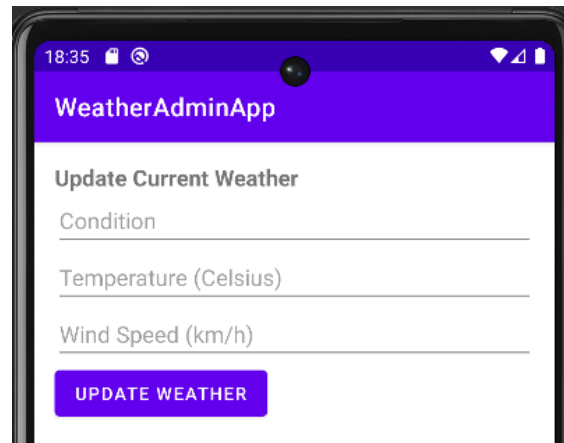 18:35
WeatherAdminApp
Update Current Weather
Condition
Temperature (Celsius)
Wind Speed (km/h)
UPDATE WEATHER